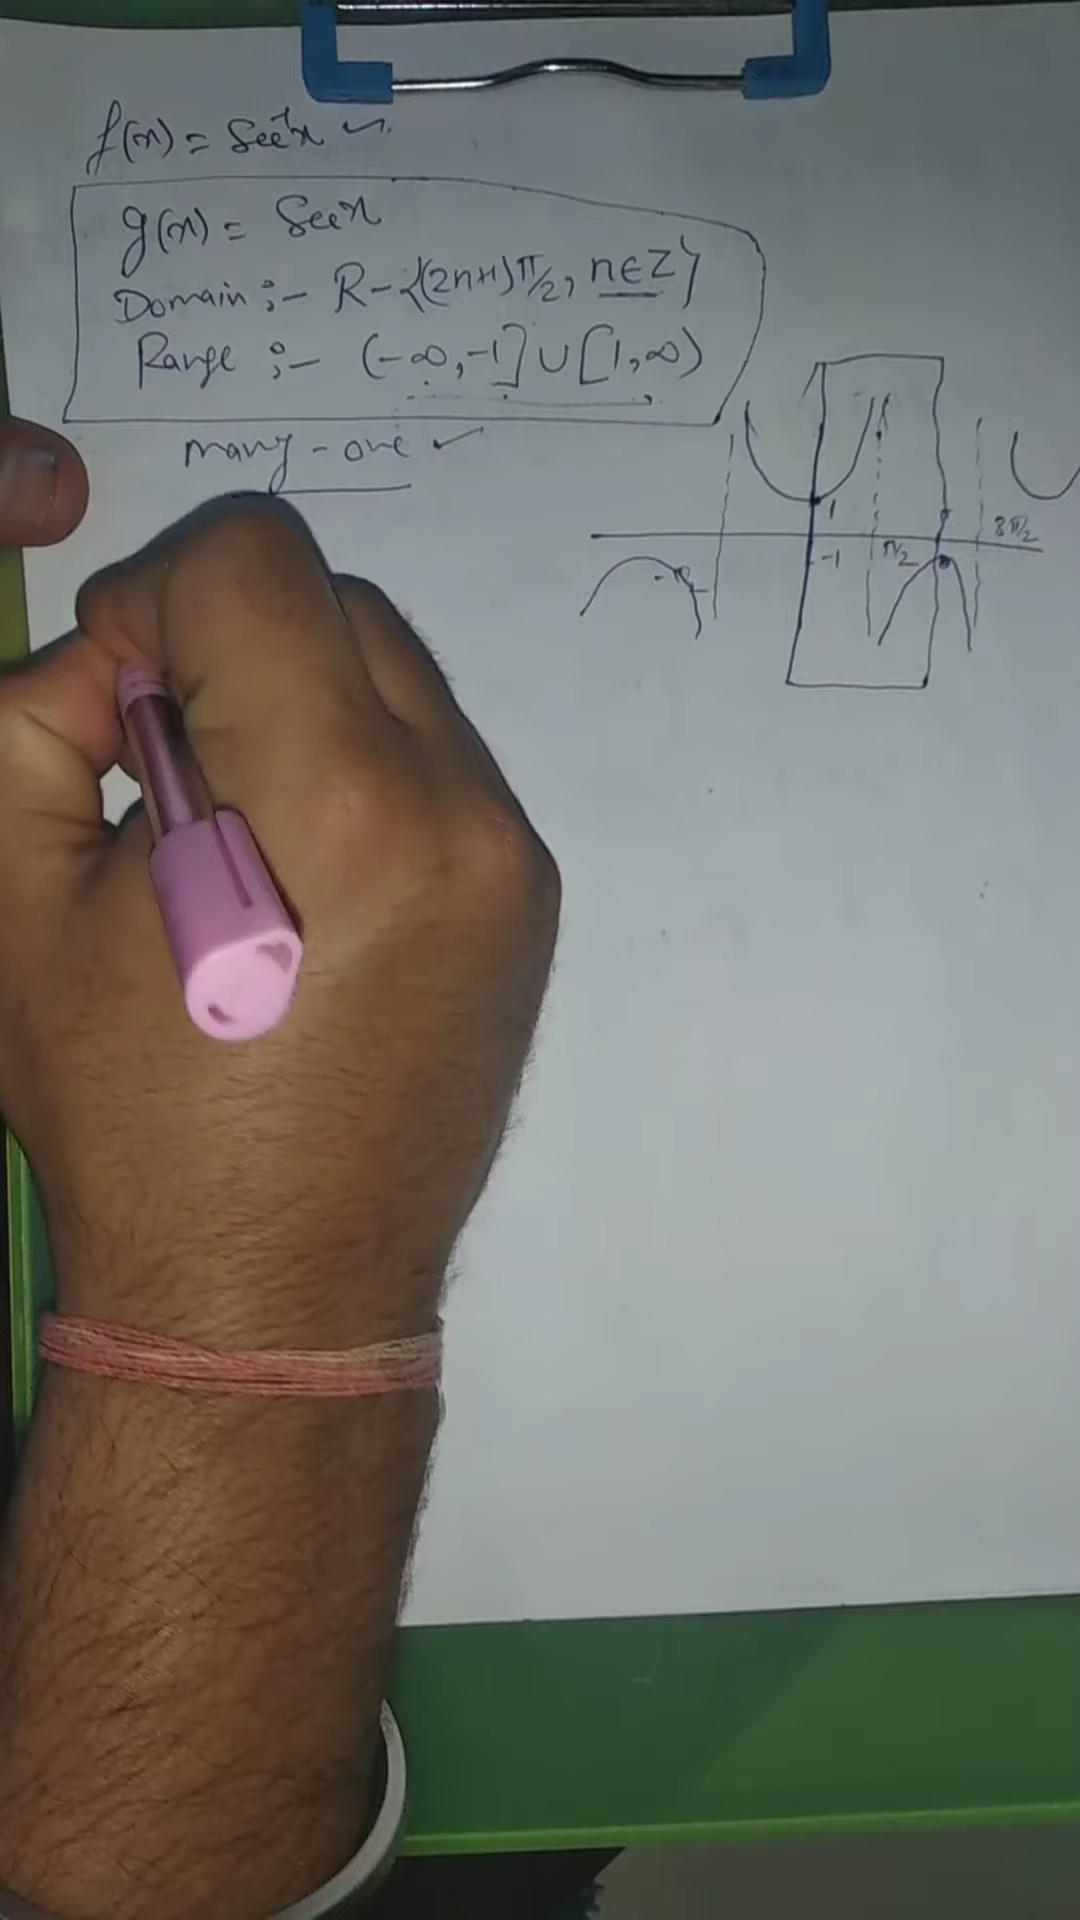 f(x) = Sec⁻¹x
g(x) = Secx
Domain :- R-{(2n+1)π/2, n∈Z}
Range :- (-∞,-1]∪[1,∞)
many-one
1
-1
π/2
3π/2